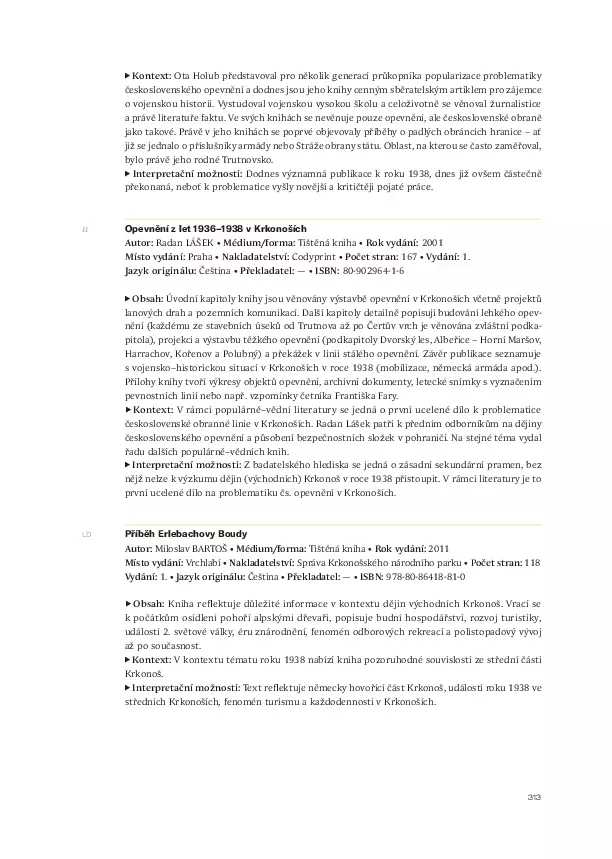 ▶ Kontext: Ota Holub představoval pro několik generací průkopníka popularizace problematiky
československého opevnění a dodnes jsou jeho knihy cenným sběratelským artiklem pro zájemce
o vojenskou historii. Vystudoval vojenskou vysokou školu a celoživotně se věnoval žurnalistice
a právě literatuře faktu. Ve svých knihách se nevěnuje pouze opevnění, ale československé obraně
jako takové. Právě v jeho knihách se poprvé objevovaly příběhy o padlých obráncích hranice – ať
již se jednalo o příslušníky armády nebo Stráže obrany státu. Oblast, na kterou se často zaměřoval,
bylo právě jeho rodné Trutnovsko.
▶ Interpretační možnosti: Dodnes významná publikace k roku 1938, dnes již ovšem částečně
překonaná, neboť k problematice vyšly novější a kritičtěji pojaté práce.
JJ
Opevnění z let 1936–1938 v Krkonoších
Autor: Radan LÁŠEK • Médium/forma: Tištěná kniha • Rok vydání: 2001
Místo vydání: Praha • Nakladatelství: Codyprint • Počet stran: 167 • Vydání: 1.
Jazyk originálu: Čeština • Překladatel: — • ISBN: 80-902964-1-6
▶ Obsah: Úvodní kapitoly knihy jsou věnovány výstavbě opevnění v Krkonoších včetně projektů
lanových drah a pozemních komunikací. Další kapitoly detailně popisují budování lehkého opev-
nění (každému ze stavebních úseků od Trutnova až po Čertův vrch je věnována zvláštní podka-
pitola), projekci a výstavbu těžkého opevnění (podkapitoly Dvorský les, Albeřice – Horní Maršov,
Harrachov, Kořenov a Polubný) a překážek v linii stálého opevnění. Závěr publikace seznamuje
s vojensko–historickou situací v Krkonoších v roce 1938 (mobilizace, německá armáda apod.).
Přílohy knihy tvoří výkresy objektů opevnění, archivní dokumenty, letecké snímky s vyznačením
pevnostních linií nebo např. vzpomínky četníka Františka Fary.
▶ Kontext: V rámci populárně–vědní literatury se jedná o první ucelené dílo k problematice
československé obranné linie v Krkonoších. Radan Lášek patří k předním odborníkům na dějiny
československého opevnění a působení bezpečnostních složek v pohraničí. Na stejné téma vydal
řadu dalších populárně–vědních knih.
▶ Interpretační možnosti: Z badatelského hlediska se jedná o zásadní sekundární pramen, bez
nějž nelze k výzkumu dějin (východních) Krkonoš v roce 1938 přistoupit. V rámci literatury je to
první ucelené dílo na problematiku čs. opevnění v Krkonoších.
LD
Příběh Erlebachovy Boudy
Autor: Miloslav BARTOŠ • Médium/forma: Tištěná kniha • Rok vydání: 2011
Místo vydání: Vrchlabí • Nakladatelství: Správa Krkonošského národního parku • Počet stran: 118
Vydání: 1. • Jazyk originálu: Čeština • Překladatel: — • ISBN: 978-80-86418-81-0
▶ Obsah: Kniha reflektuje důležité informace v kontextu dějin východních Krkonoš. Vrací se
k počátkům osídlení pohoří alpskými dřevaři, popisuje budní hospodářství, rozvoj turistiky,
události 2. světové války, éru znárodnění, fenomén odborových rekreací a polistopadový vývoj
až po současnost.
▶ Kontext: V kontextu tématu roku 1938 nabízí kniha pozoruhodné souvislosti ze střední části
Krkonoš.
▶ Interpretační možnosti: Text reflektuje německy hovořící část Krkonoš, události roku 1938 ve
středních Krkonoších, fenomén turismu a každodennosti v Krkonoších.
313